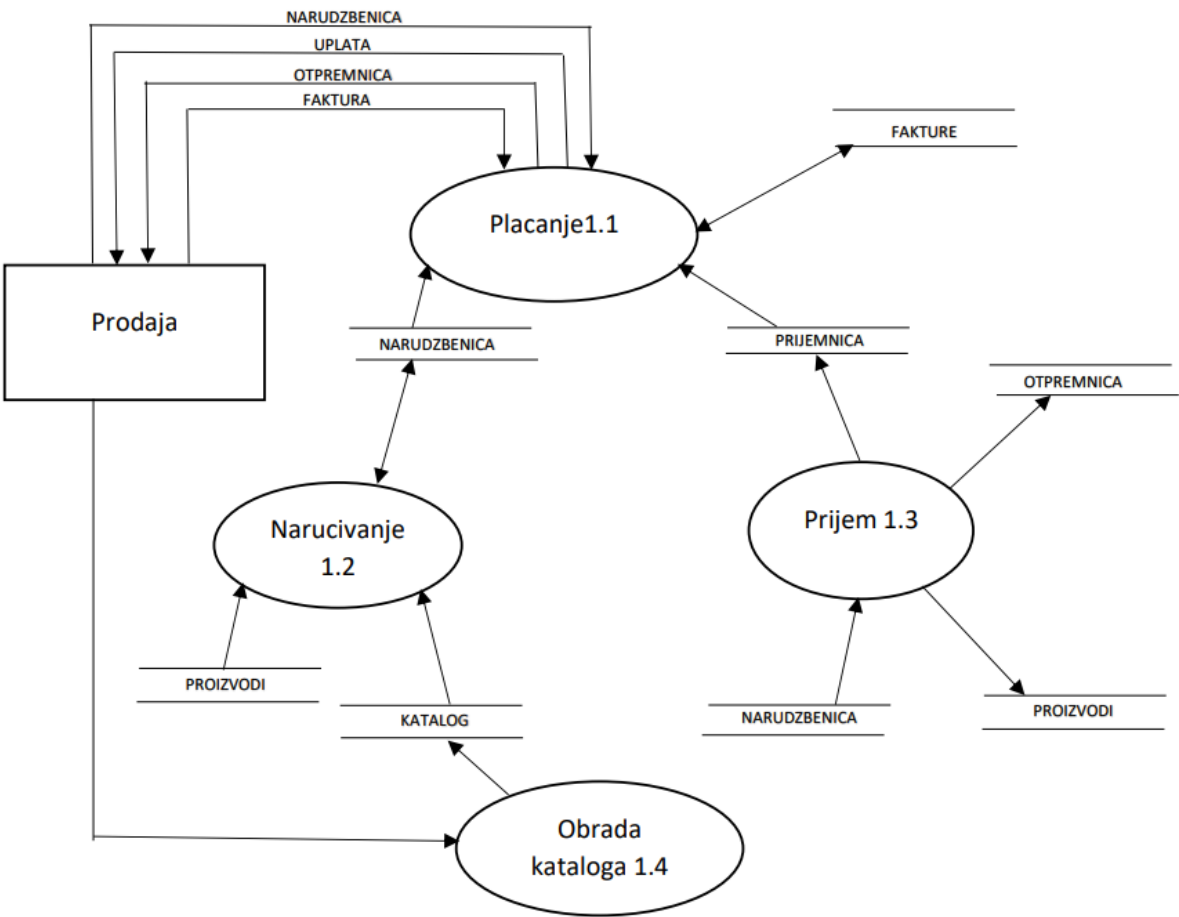 NARUDZBENICA
UPLATA
OTPREMNICA
FAKTURA
FAKTURE
Placanje1.1
Prodaja
NARUDZBENICA
PRIJEMNICA
OTPREMNICA
Narucivanje
1.2
Prijem 1.3
PROIZVODI
KATALOG
NARUDZBENICA
PROIZVODI
Obrada
kataloga 1.4